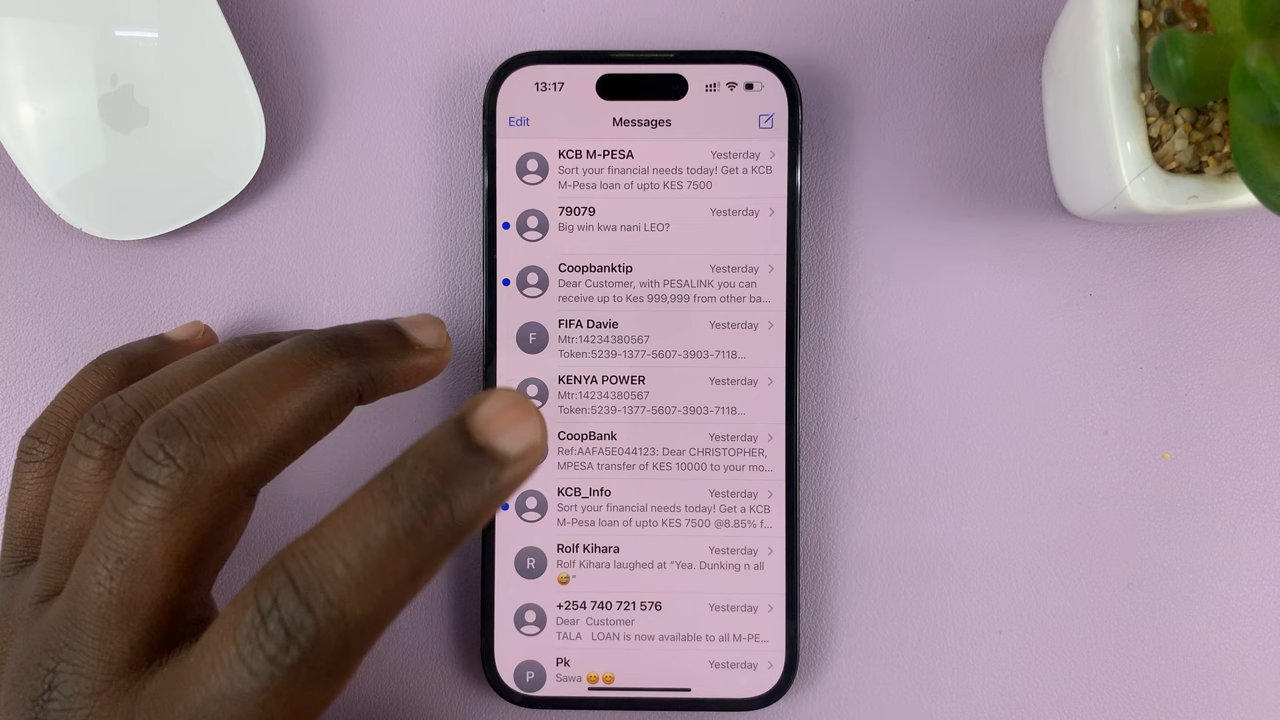 13:17
Edit
Messages
KCB M-PESA
Yesterday
Sort your financial needs today! Get a KCB
M-Pesa loan of upto KES 7500
79079
Yesterday
Big win kwa nani LEO?
Coopbanktip
Yesterday
Dear Customer, with PESALINK you can
receive up to Kes 999,999 from other ba...
F
FIFA Davie
Yesterday
Mtr:14234380567
Token:5239-1377-5607-3903-7118...
KENYA POWER
Yesterday
Mtr:14234380567
Token:5239-1377-5607-3903-7118...
CoopBank
Yesterday
Ref:AAFA5E044123: Dear CHRISTOPHER,
MPESA transfer of KES 10000 to your mo...
KCB_Info
Yesterday
Sort your financial needs today! Get a KCB
M-Pesa loan of upto KES 7500 @8.85% f...
R
Rolf Kihara
Yesterday
Rolf Kihara laughed at “Yea. Dunking n all
😅”
+254 740 721 576
Yesterday
Dear Customer
TALA LOAN is now available to all M-PE...
P
Pk
Yesterday
Sawa 😊😊